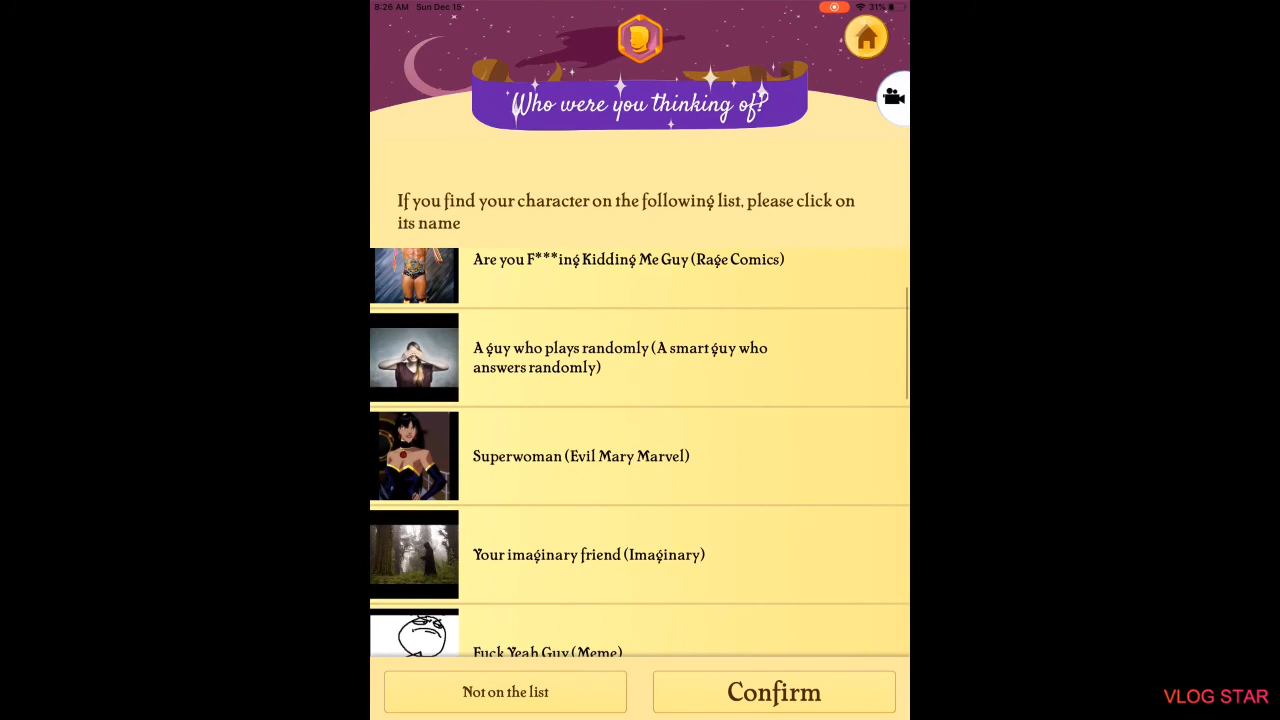 8:26 AM Sun Dec 15
31%
Who were you thinking of?
If you find your character on the following list, please click on
its name
Are you F***ing Kidding Me Guy (Rage Comics)
A guy who plays randomly (A smart guy who
answers randomly)
Superwoman (Evil Mary Marvel)
Your imaginary friend (Imaginary)
Fuck Yeah Guy (Meme)
Not on the list
Confirm
VLOG STAR